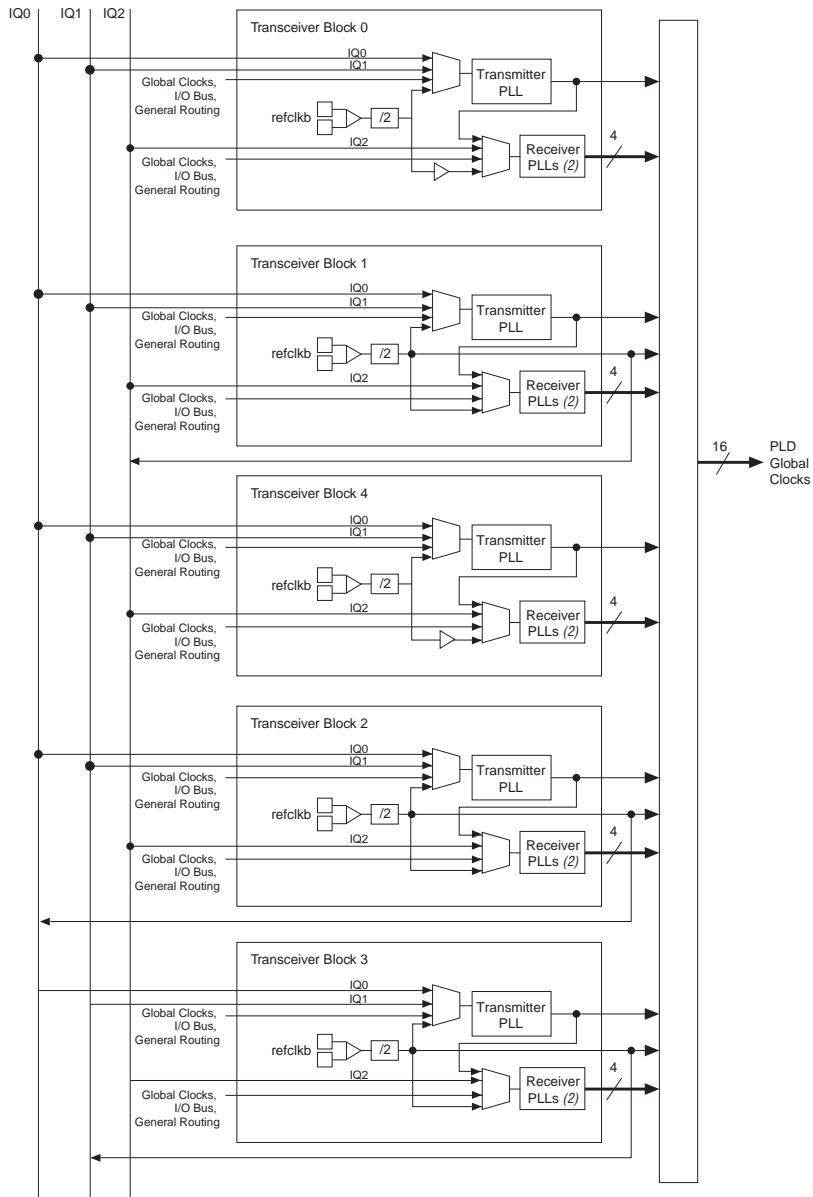 IQ0 IQ1 IQ2
Transceiver Block 0
IQ0
IQ1
Global Clocks,
I/O Bus,
General Routing
Transmitter
PLL
refclkb
/2
IQ2
Global Clocks,
I/O Bus,
General Routing
Receiver
PLLs (2)
4
Transceiver Block 1
IQ0
IQ1
Global Clocks,
I/O Bus,
General Routing
Transmitter
PLL
refclkb
/2
IQ2
Global Clocks,
I/O Bus,
General Routing
Receiver
PLLs (2)
4
16
PLD
Global
Clocks
Transceiver Block 4
IQ0
IQ1
Global Clocks,
I/O Bus,
General Routing
Transmitter
PLL
refclkb
/2
IQ2
Global Clocks,
I/O Bus,
General Routing
Receiver
PLLs (2)
4
Transceiver Block 2
IQ0
IQ1
Global Clocks,
I/O Bus,
General Routing
Transmitter
PLL
refclkb
/2
IQ2
Global Clocks,
I/O Bus,
General Routing
Receiver
PLLs (2)
4
Transceiver Block 3
IQ0
IQ1
Global Clocks,
I/O Bus,
General Routing
Transmitter
PLL
refclkb
/2
IQ2
Global Clocks,
I/O Bus,
General Routing
Receiver
PLLs (2)
4